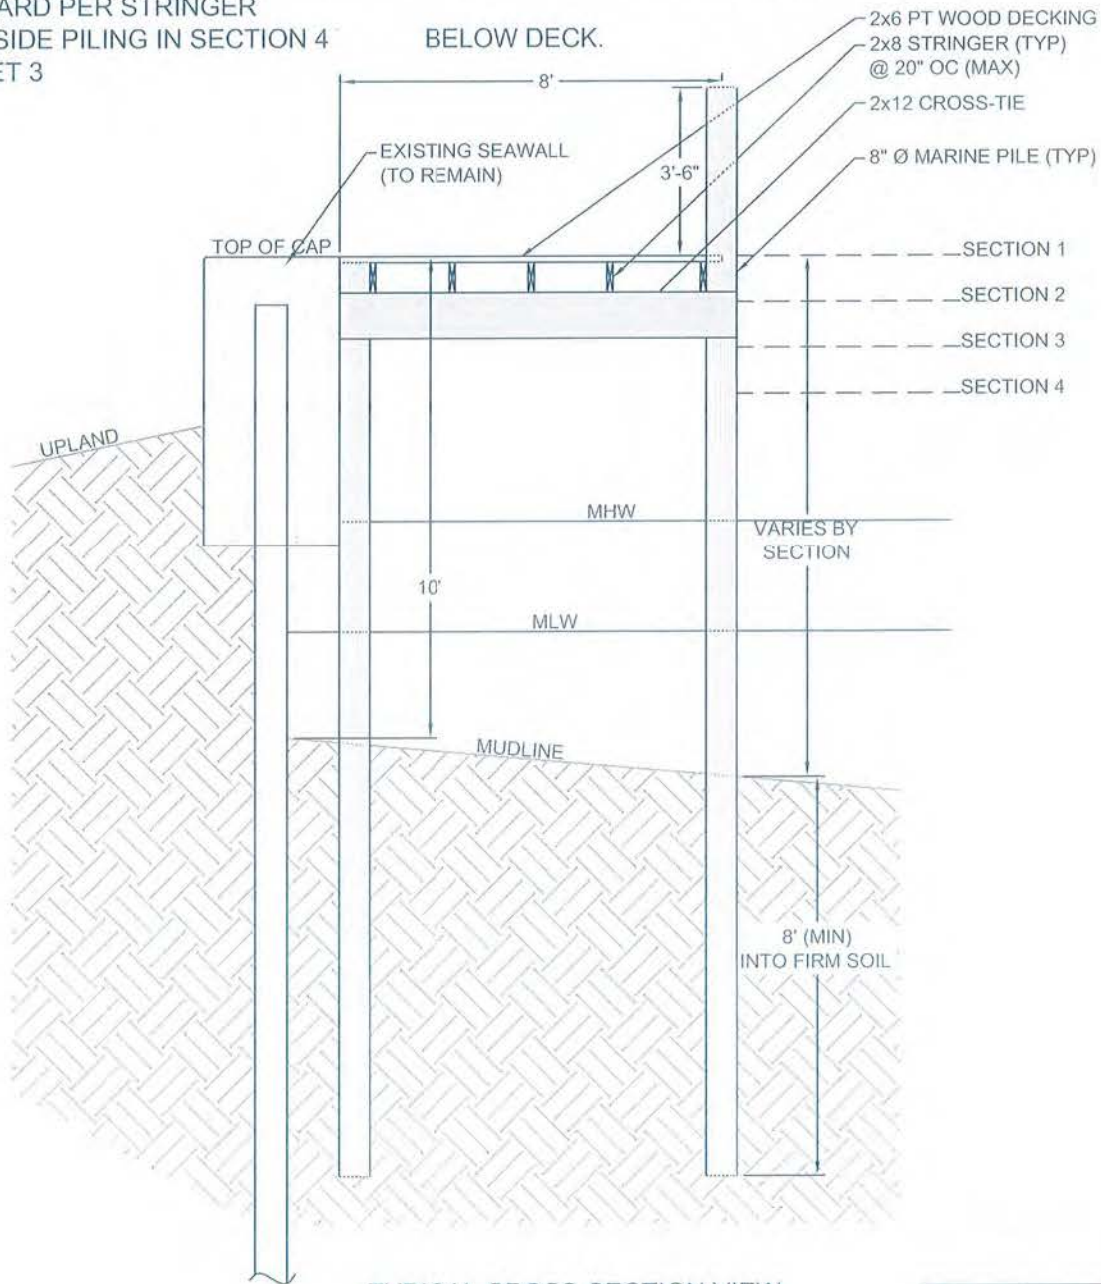 ARD PER STRINGER
SIDE PILING IN SECTION 4
ET 3
BELOW DECK.
2x6 PT WOOD DECKING
2x8 STRINGER (TYP)
@ 20" OC (MAX)
2x12 CROSS-TIE
8" Ø MARINE PILE (TYP)
8'
3'-6"
EXISTING SEAWALL
(TO REMAIN)
TOP OF CAP
SECTION 1
SECTION 2
SECTION 3
SECTION 4
UPLAND
MHW
VARIES BY
SECTION
10'
MLW
MUDLINE
8' (MIN)
INTO FIRM SOIL
CROSS SECTION VIEW